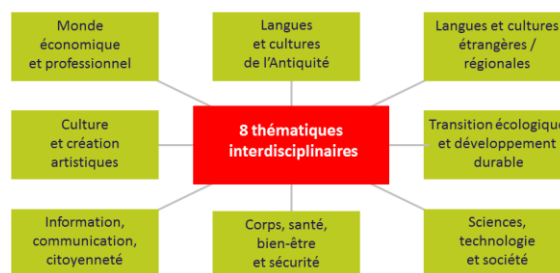 Monde
économique
et professionnel
Langues
et cultures
de l'Antiquité
Langues et cultures
étrangères /
régionales
Culture
et création
artistiques
8 thématiques
interdisciplinaires
Transition écologique
et développement
durable
Information,
communication,
citoyenneté
Corps, santé,
bien-être
et sécurité
Sciences,
technologie
et société